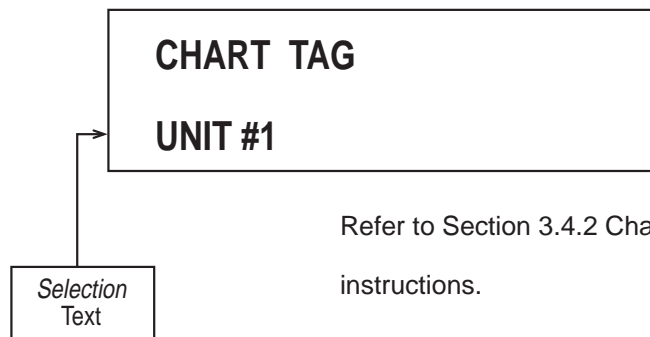 CHART TAG
UNIT #1
Refer to Section 3.4.2
instructions.
Selection
Text